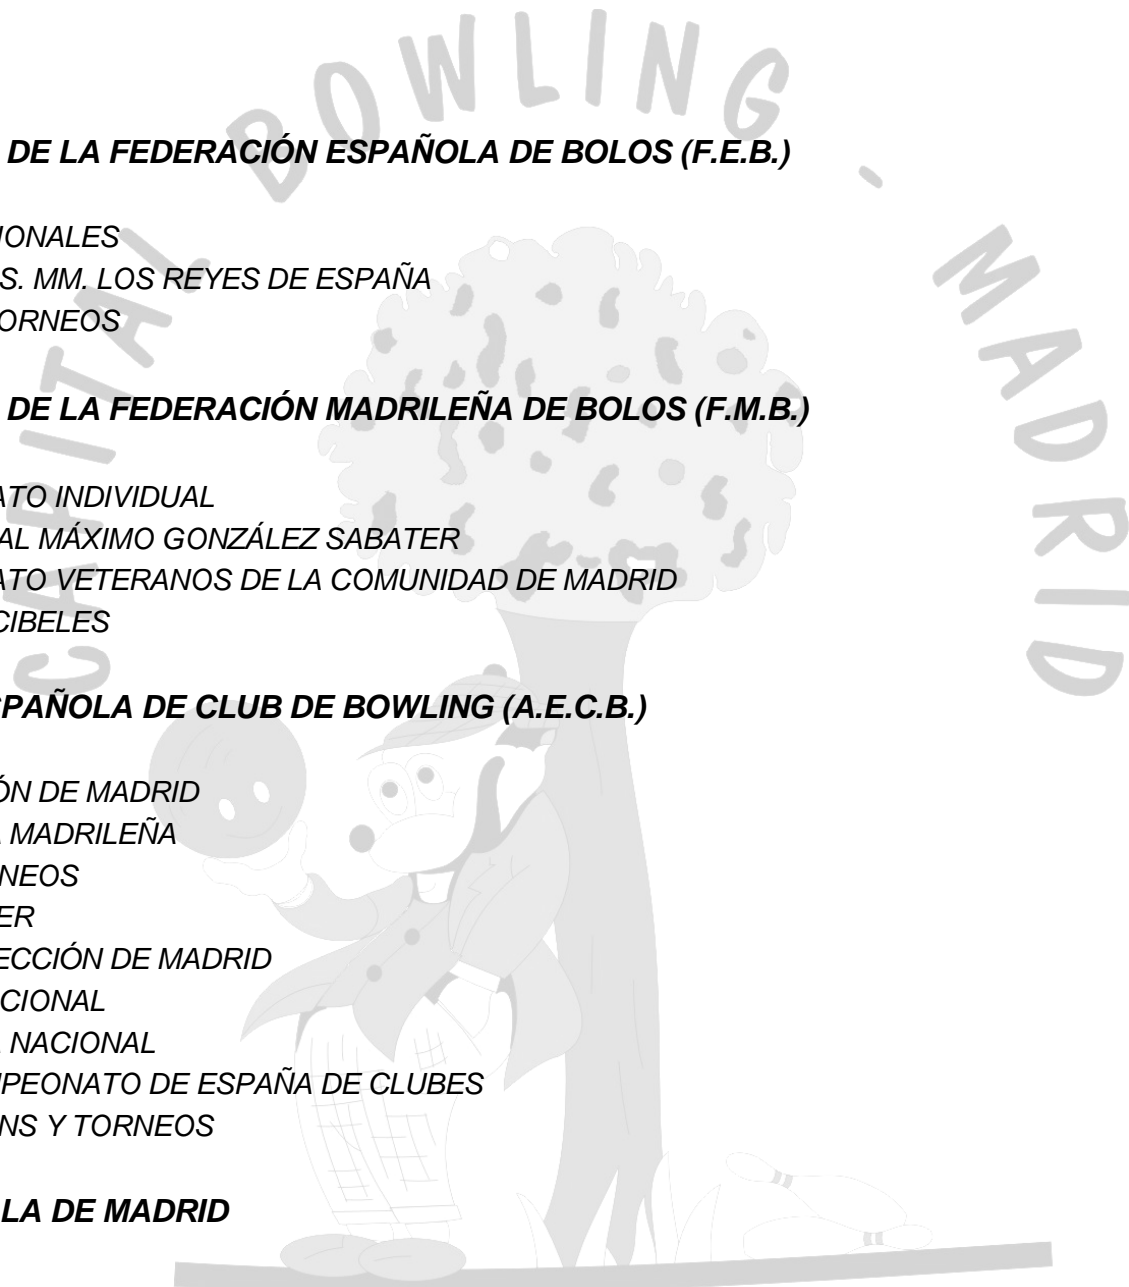 CAPITAL BOWLING - MADRID
DE LA FEDERACIÓN ESPAÑOLA DE BOLOS (F.E.B.)
IONALES
S. MM. LOS REYES DE ESPAÑA
ORNEOS
DE LA FEDERACIÓN MADRILEÑA DE BOLOS (F.M.B.)
ATO INDIVIDUAL
AL MÁXIMO GONZÁLEZ SABATER
ATO VETERANOS DE LA COMUNIDAD DE MADRID
CIBELES
SPAÑOLA DE CLUB DE BOWLING (A.E.C.B.)
ÓN DE MADRID
MADRILEÑA
NEOS
ER
ECCIÓN DE MADRID
CIONAL
NACIONAL
MPEONATO DE ESPAÑA DE CLUBES
NS Y TORNEOS
LA DE MADRID